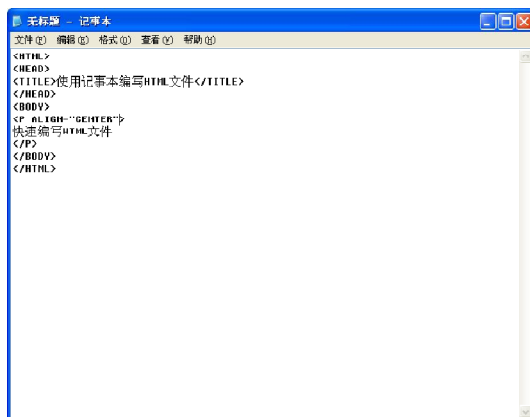 无标题 - 记事本
文件(F) 编辑(E) 格式(O) 查看(V) 帮助(H)
<HTML>
<HEAD>
<TITLE>使用记事本编写HTML文件</TITLE>
</HEAD>
<BODY>
<P ALIGN="CENTER">
快速编写HTML文件
</P>
</BODY>
</HTML>